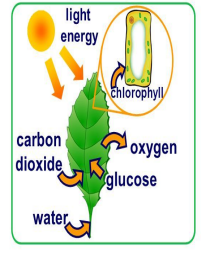 light
energy
chlorophyll
carbon
dioxide
oxygen
glucose
water